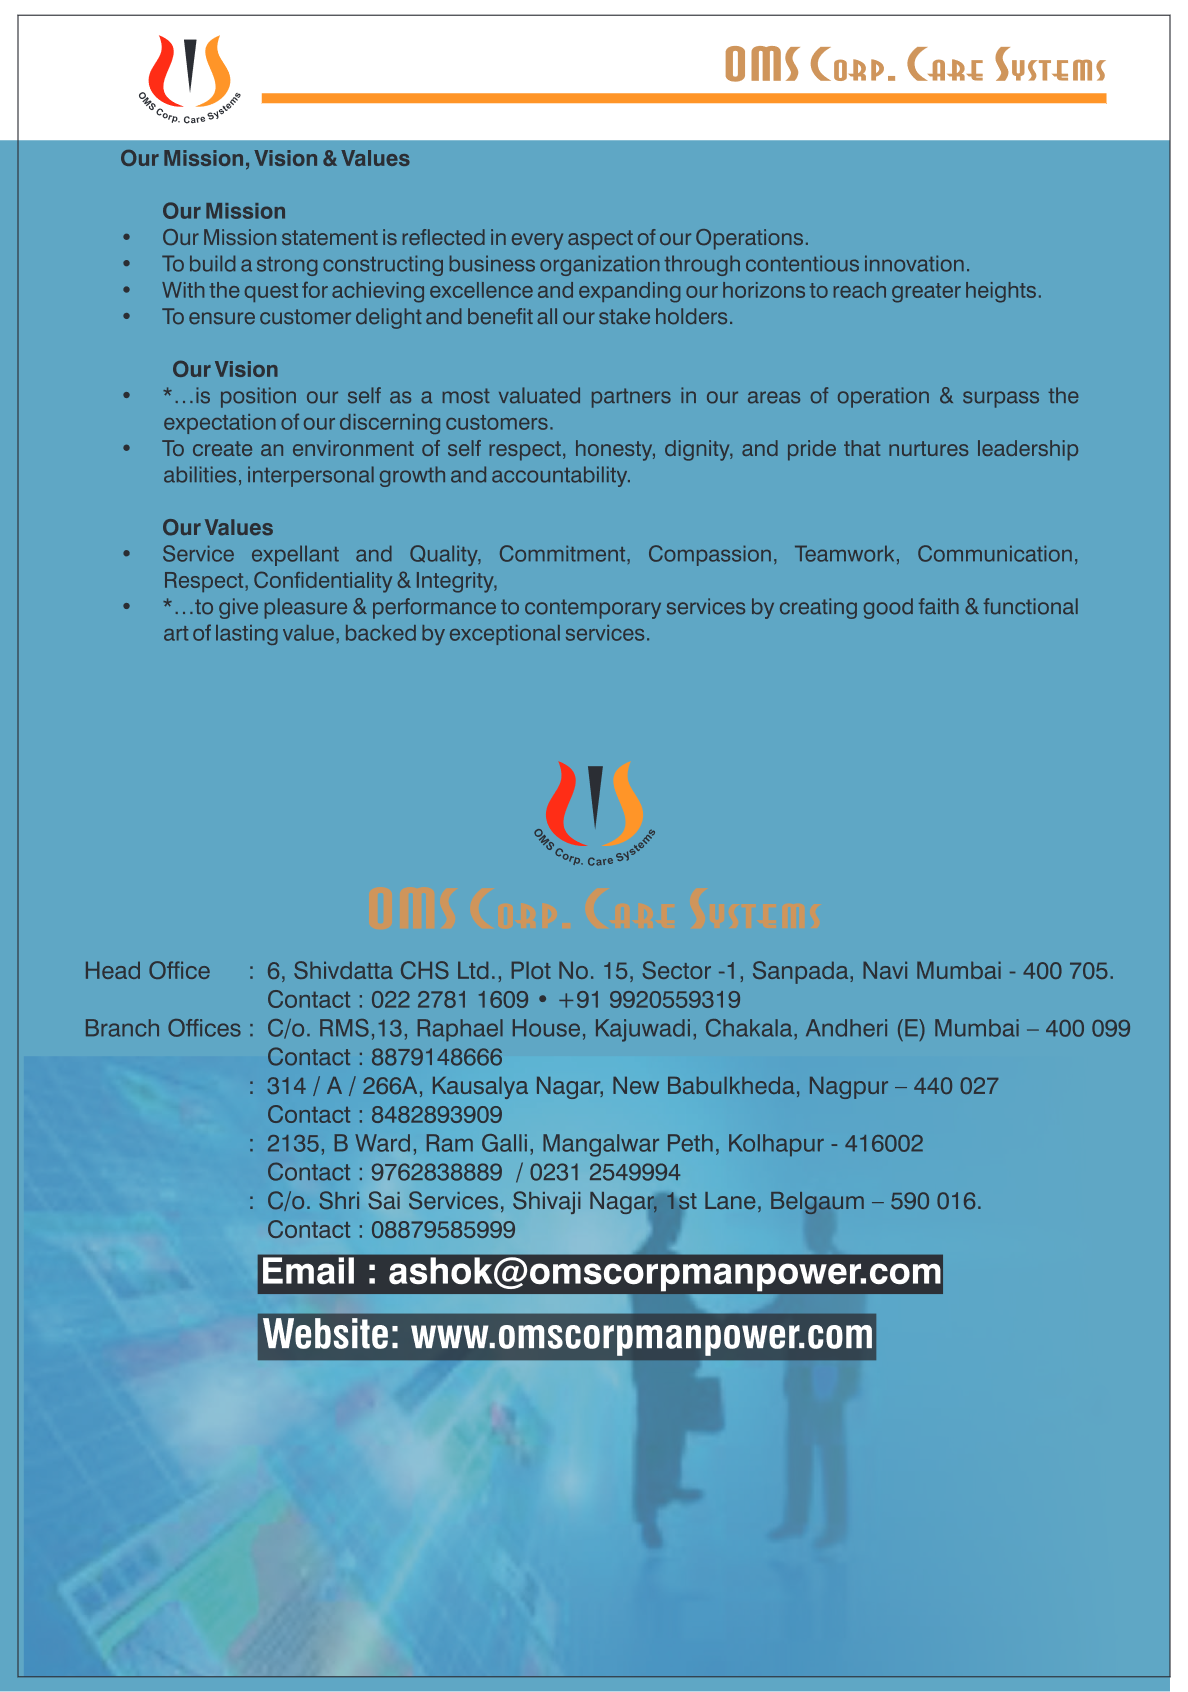 OMS Corp. Care Systems
OMS Corp. Care Systems
Our Mission, Vision & Values
Our Mission
• Our Mission statement is reflected in every aspect of our Operations.
• To build a strong constructing business organization through contentious innovation.
• With the quest for achieving excellence and expanding our horizons to reach greater heights.
• To ensure customer delight and benefit all our stake holders.
Our Vision
• *…is position our self as a most valuated partners in our areas of operation & surpass the
expectation of our discerning customers.
• To create an environment of self respect, honesty, dignity, and pride that nurtures leadership
abilities, interpersonal growth and accountability.
Our Values
• Service expellant and Quality, Commitment, Compassion, Teamwork, Communication,
Respect, Confidentiality & Integrity,
• *…to give pleasure & performance to contemporary services by creating good faith & functional
art of lasting value, backed by exceptional services.
OMS Corp. Care Systems
OMS Corp. Care Systems
Head Office : 6, Shivdatta CHS Ltd., Plot No. 15, Sector -1, Sanpada, Navi Mumbai - 400 705.
Contact : 022 2781 1609 • +91 9920559319
Branch Offices : C/o. RMS,13, Raphael House, Kajuwadi, Chakala, Andheri (E) Mumbai – 400 099
Contact : 8879148666
: 314 / A / 266A, Kausalya Nagar, New Babulkheda, Nagpur – 440 027
Contact : 8482893909
: 2135, B Ward, Ram Galli, Mangalwar Peth, Kolhapur - 416002
Contact : 9762838889 / 0231 2549994
: C/o. Shri Sai Services, Shivaji Nagar, 1st Lane, Belgaum – 590 016.
Contact : 08879585999
Email : ashok@omscorpmanpower.com
Website: www.omscorpmanpower.com